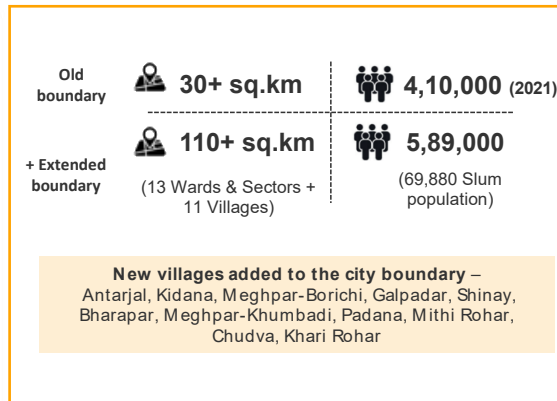 Old boundary
30+ sq.km
4,10,000 (2021)
+ Extended boundary
110+ sq.km
(13 Wards & Sectors +
11 Villages)
5,89,000
(69,880 Slum
population)
New villages added to the city boundary –
Antarjal, Kidana, Meghpar-Borichi, Galpadar, Shinay,
Bharapar, Meghpar-Khumbadi, Padana, Mithi Rohar,
Chudva, Khari Rohar